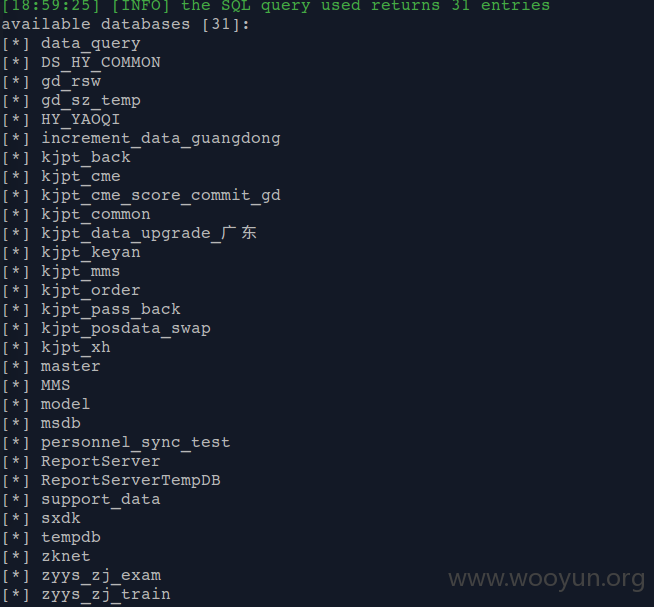 [18:59:25] [INFO] the SQL query used returns 31 entries
available databases [31]:
[*] data_query
[*] DS_HY_COMMON
[*] gd_rsw
[*] gd_sz_temp
[*] HY_YAOQI
[*] increment_data_guangdong
[*] kjpt_back
[*] kjpt_cme
[*] kjpt_cme_score_commit_gd
[*] kjpt_common
[*] kjpt_data_upgrade_广东
[*] kjpt_keyan
[*] kjpt_mms
[*] kjpt_order
[*] kjpt_pass_back
[*] kjpt_posdata_swap
[*] kjpt_xh
[*] master
[*] MMS
[*] model
[*] msdb
[*] personnel_sync_test
[*] ReportServer
[*] ReportServerTempDB
[*] support_data
[*] sxdk
[*] tempdb
[*] zknet
[*] zyys_zj_exam
[*] zyys_zj_train
www.wooyun.org